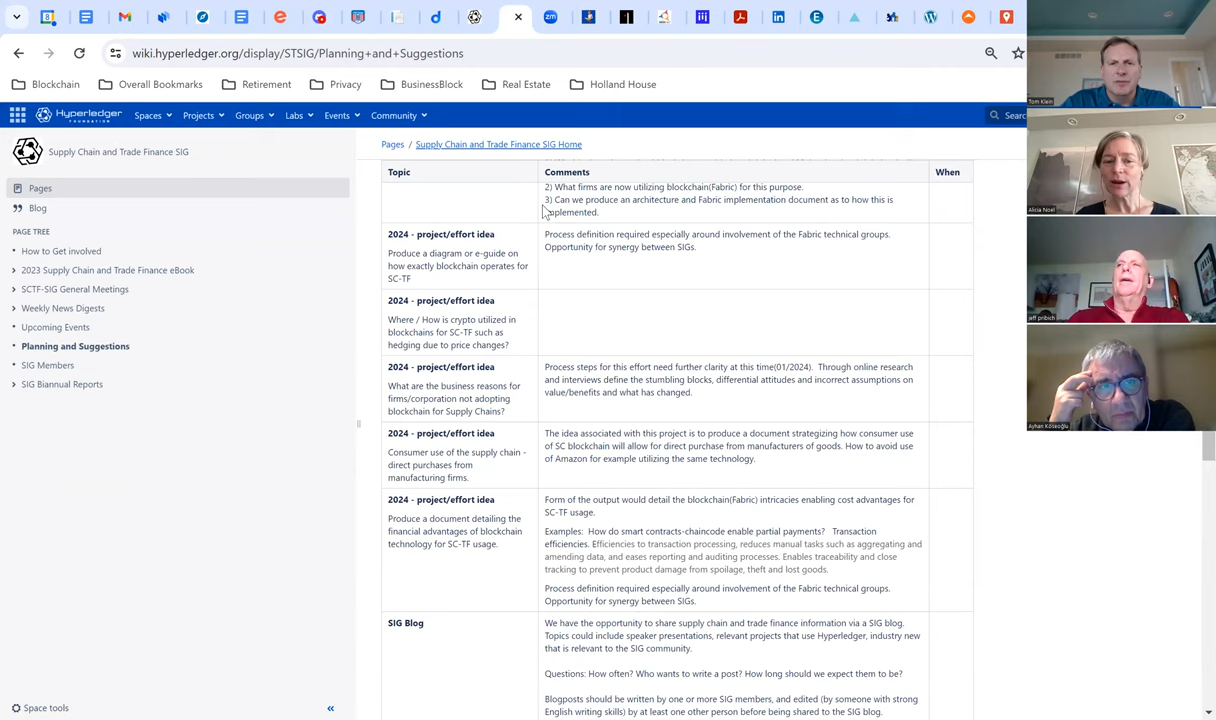 wiki.hyperledger.org/display/STSIG/Planning+and+Suggestions
Blockchain
Overall Bookmarks
Retirement
Privacy
BusinessBlock
Real Estate
Holland House
HYPERLEDGER
FOUNDATION
Spaces
Projects
Groups
Labs
Events
Community
Searc
Supply Chain and Trade Finance SIG
Pages
Blog
PAGE TREE
How to Get involved
2023 Supply Chain and Trade Finance eBook
SCTF-SIG General Meetings
Weekly News Digests
Upcoming Events
Planning and Suggestions
SIG Members
SIG Biannual Reports
Space tools
Pages / Supply Chain and Trade Finance SIG Home
Topic
Comments
When
2) What firms are now utilizing blockchain(Fabric) for this purpose.
3) Can we produce an architecture and Fabric implementation document as to how this is
implemented.
2024 - project/effort idea
Produce a diagram or e-guide on
how exactly blockchain operates for
SC-TF
Process definition required especially around involvement of the Fabric technical groups.
Opportunity for synergy between SIGs.
2024 - project/effort idea
Where / How is crypto utilized in
blockchains for SC-TF such as
hedging due to price changes?
2024 - project/effort idea
What are the business reasons for
firms/corporation not adopting
blockchain for Supply Chains?
Process steps for this effort need further clarity at this time(01/2024). Through online research
and interviews define the stumbling blocks, differential attitudes and incorrect assumptions on
value/benefits and what has changed.
2024 - project/effort idea
Consumer use of the supply chain -
direct purchases from
manufacturing firms.
The idea associated with this project is to produce a document strategizing how consumer use
of SC blockchain will allow for direct purchase from manufacturers of goods. How to avoid use
of Amazon for example utilizing the same technology.
2024 - project/effort idea
Produce a document detailing the
financial advantages of blockchain
technology for SC-TF usage.
Form of the output would detail the blockchain(Fabric) intricacies enabling cost advantages for
SC-TF usage.
Examples: How do smart contracts-chaincode enable partial payments? Transaction
efficiencies. Efficiencies to transaction processing, reduces manual tasks such as aggregating and
amending data, and eases reporting and auditing processes. Enables traceability and close
tracking to prevent product damage from spoilage, theft and lost goods.
Process definition required especially around involvement of the Fabric technical groups.
Opportunity for synergy between SIGs.
SIG Blog
We have the opportunity to share supply chain and trade finance information via a SIG blog.
Topics could include speaker presentations, relevant projects that use Hyperledger, industry new
that is relevant to the SIG community.
Questions: How often? Who wants to write a post? How long should we expect them to be?
Blogposts should be written by one or more SIG members, and edited (by someone with strong
English writing skills) by at least one other person before being shared to the SIG blog.
Tom Klein
Alicia Noel
jeff pribich
Ayhan Köseoğlu